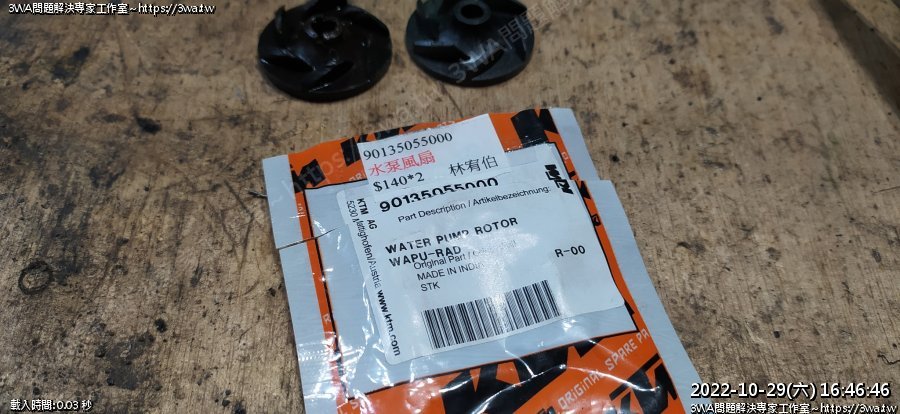 3WA問題解決專家工作室~https://3wa.tw
90135055000
水泵風扇
$140*2 林宥伯
90135055000
Part Description / Artikelbezeichnung:
KTM AG
WATER PUMP ROTOR
WAPU-RAD
Original Part /
MADE IN INDIA
STK
R-00
www.ktm.com
KTM
ORIGINAL SPARE PA
載入時間:0.03 秒
2022-10-29(六) 16:46:46
3WA問題解決專家工作室~https://3wa.tw